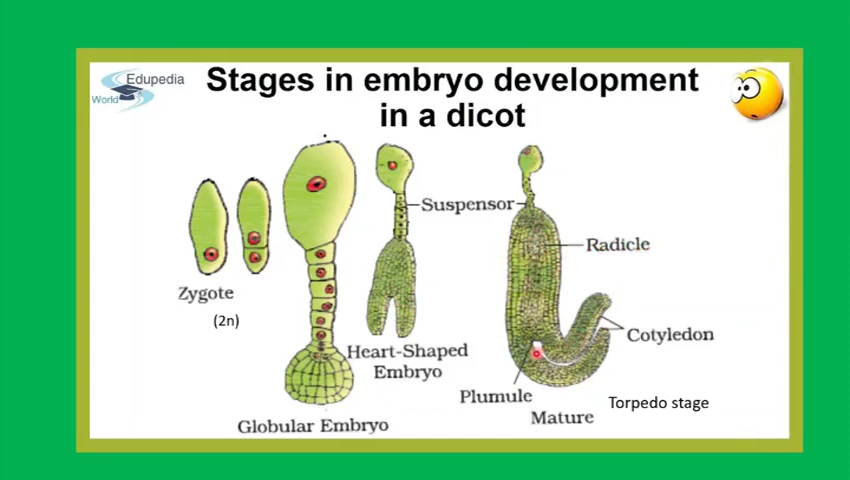 Edupedia
World
Stages in embryo development
in a dicot
Suspensor
Radicle
Zygote
(2n)
Cotyledon
Heart-Shaped
Embryo
Plumule
Torpedo stage
Mature
Globular Embryo